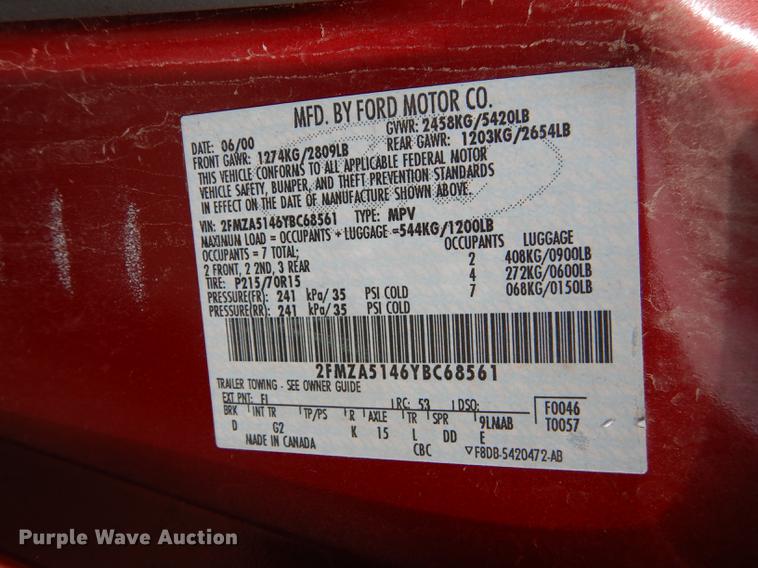 MFD. BY FORD MOTOR CO.
DATE 06/00 GVWR: 2458KG/5420LB
FRONT GAWR: 1274KG/2809LB REAR GAWR: 1203KG/2654LB
THIS VEHICLE CONFORMS TO ALL APPLICABLE FEDERAL MOTOR
VEHICLE SAFETY, BUMPER, AND THEFT PREVENTION STANDARDS
IN EFFECT ON THE DATE OF MANUFACTURE SHOWN ABOVE.
VIN: 2FMZA5146YBC68561 TYPE: MPV
MAXIMUM LOAD = OCCUPANTS + LUGGAGE =544KG/1200LB
OCCUPANTS = 7 TOTAL; OCCUPANTS LUGGAGE
2 FRONT, 2 2ND, 3 REAR 2 408KG/0900LB
TIRE: P215/70R15 4 272KG/0600LB
PRESSURE(FR): 241 kPa/35 PSI COLD 7 068KG/0150LB
PRESSURE(RR): 241 kPa/35 PSI COLD
2FMZA5146YBC68561
TRAILER TOWING - SEE OWNER GUIDE
EXT PNT: FI RC: 53 DSO: F0046
BRK INT TR TP/PS R AXLE TR SPR 9LMAB T0057
D G2 K 15 L DD E
MADE IN CANADA CBC ▽F8DB-5420472-AB
Purple Wave Auction